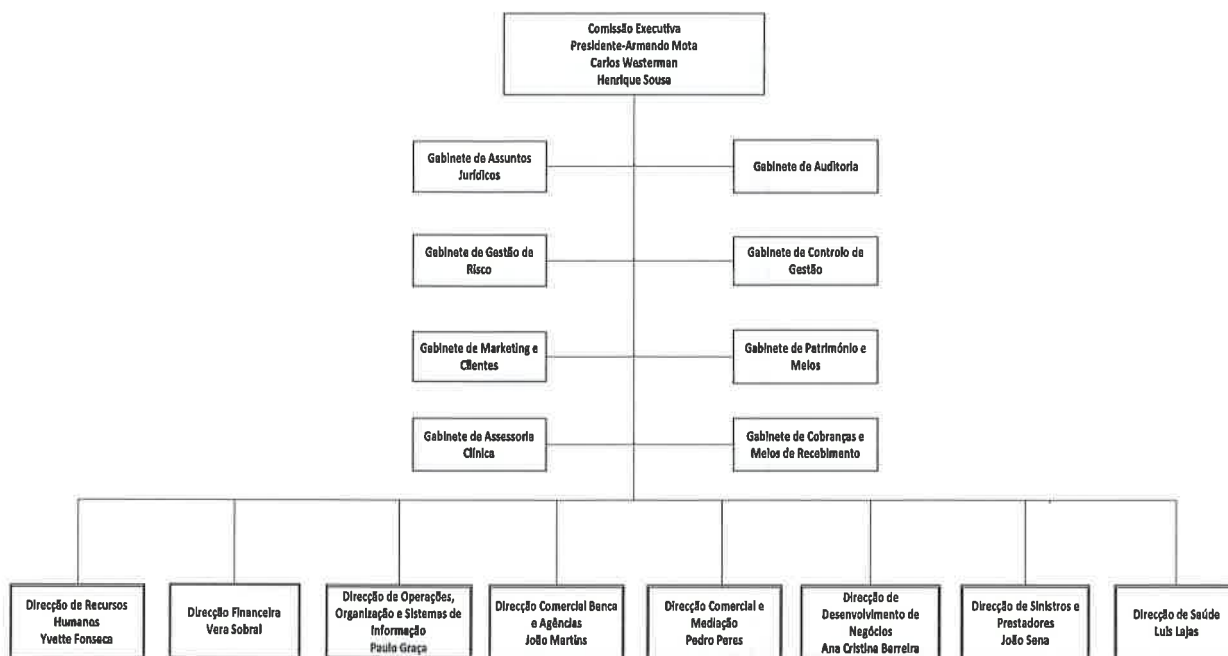 Comissão Executiva
Presidente-Armando Mota
Carlos Westerman
Henrique Sousa
Gabinete de Assuntos
Jurídicos
Gabinete de Auditoria
Gabinete de Gestão de
Risco
Gabinete de Controlo de
Gestão
Gabinete de Marketing e
Clientes
Gabinete de Património e
Meios
Gabinete de Assessoria
Clínica
Gabinete de Cobranças e
Meios de Recebimento
Direcção de Recursos
Humanos
Yvette Fonseca
Direcção Financeira
Vera Sobral
Direcção de Operações,
Organização e Sistemas de
Informação
Paulo Graça
Direcção Comercial Banca
e Agências
João Martins
Direcção Comercial e
Mediação
Pedro Peres
Direcção de
Desenvolvimento de
Negócios
Ana Cristina Barreira
Direcção de Sinistros e
Prestadores
João Sena
Direcção de Saúde
Luis Lajas